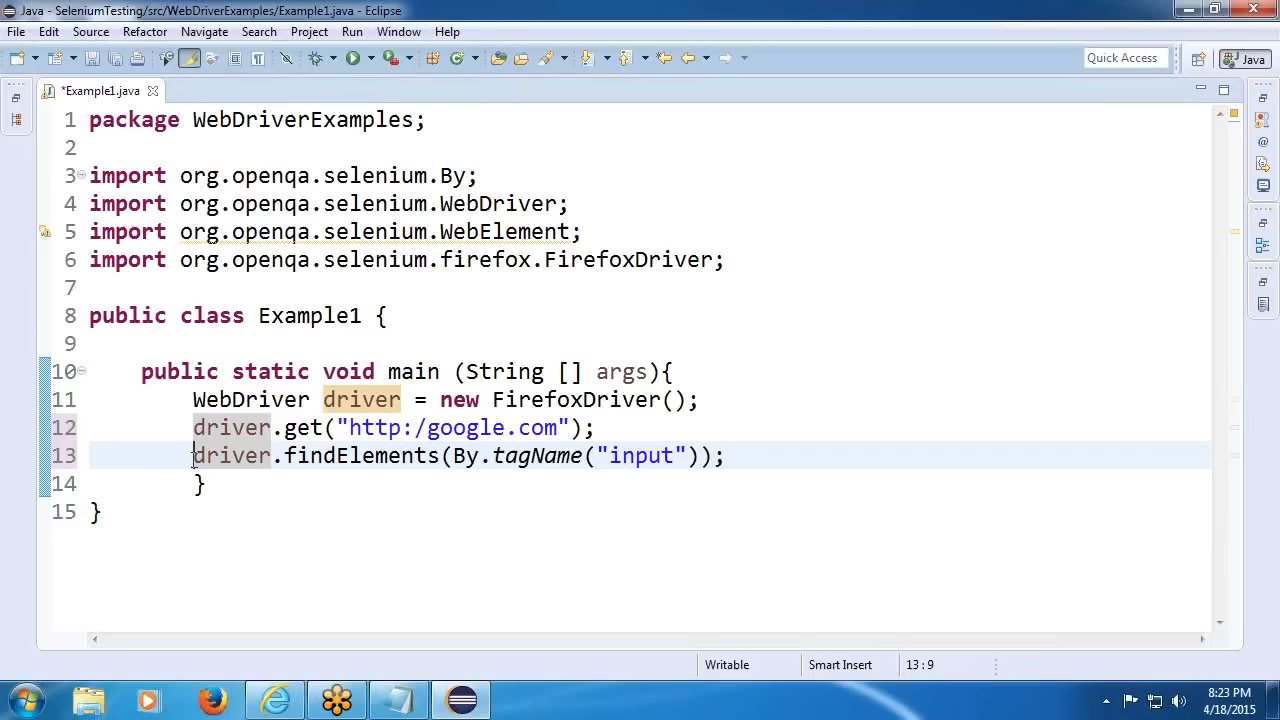 Java - SeleniumTesting/src/WebDriverExamples/Example1.java - Eclipse
File Edit Source Refactor Navigate Search Project Run Window Help
Quick Access Java
*Example1.java
1 package WebDriverExamples;
2
3 import org.openqa.selenium.By;
4 import org.openqa.selenium.WebDriver;
5 import org.openqa.selenium.WebElement;
6 import org.openqa.selenium.firefox.FirefoxDriver;
7
8 public class Example1 {
9
10 public static void main (String [] args){
11 WebDriver driver = new FirefoxDriver();
12 driver.get("http:/google.com");
13 driver.findElements(By.tagName("input"));
14 }
15 }
Writable Smart Insert 13 : 9
8:23 PM
4/18/2015